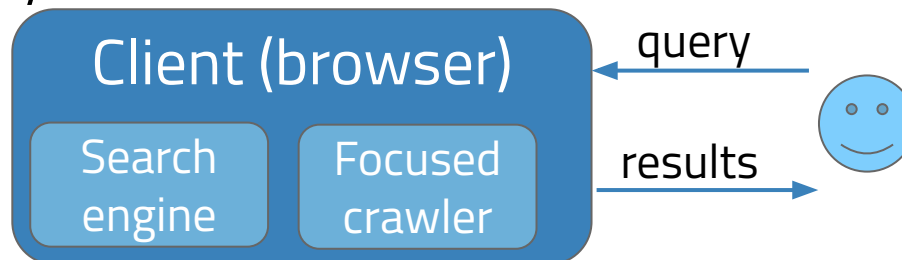 Client (browser)
query
Search
engine
Focused
crawler
results